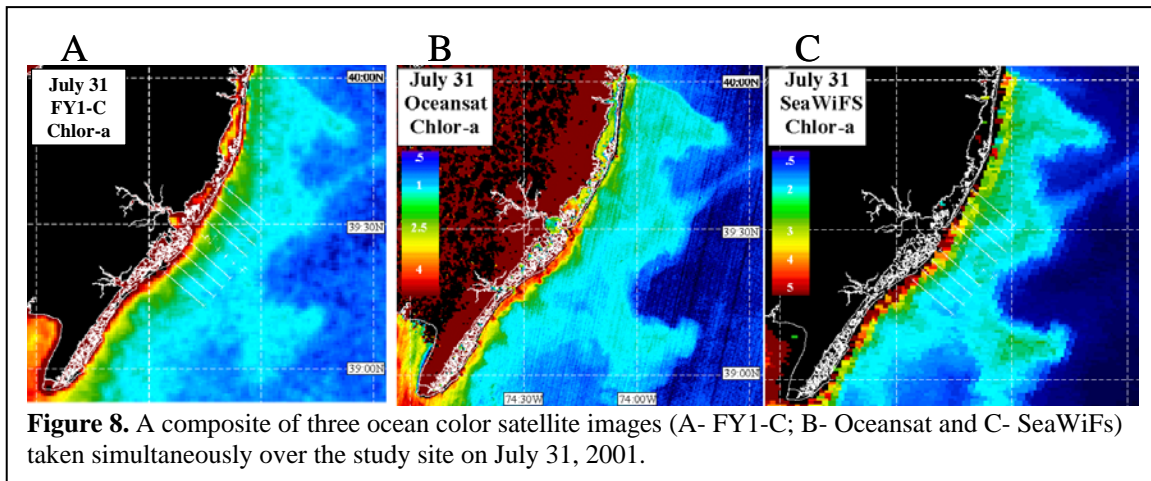 A
B
C
July 31
FY1-C
Chlor-a
40:00N
39:30N
39:00N
July 31
Oceansat
Chlor-a
.5
1
2.5
4
40:00N
39:30N
39:00N
74:30W
74:00W
July 31
SeaWiFS
Chlor-a
.5
2
3
4
5
Figure 8. A composite of three ocean color satellite images (A- FY1-C; B- Oceansat and C- SeaWiFs)
taken simultaneously over the study site on July 31, 2001.